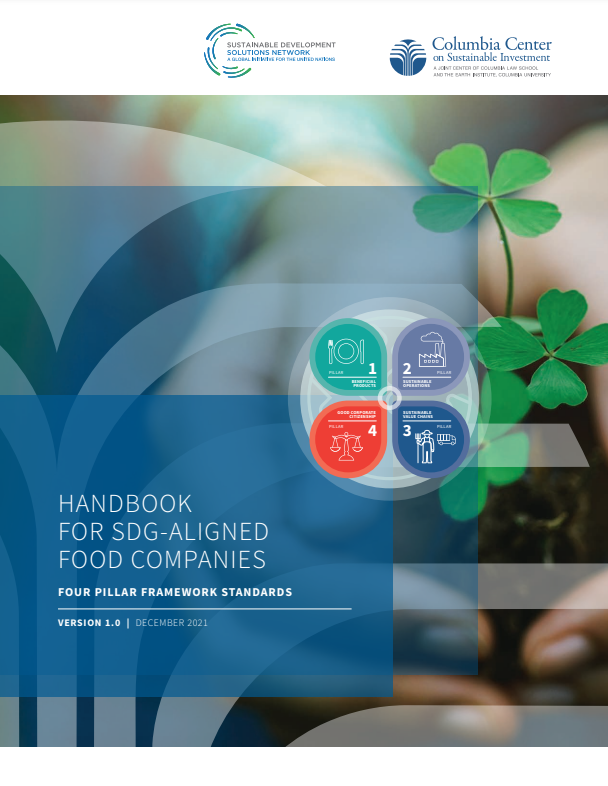 SUSTAINABLE DEVELOPMENT
SOLUTIONS NETWORK
A GLOBAL INITIATIVE FOR THE UNITED NATIONS
Columbia Center
on Sustainable Investment
A JOINT CENTER OF COLUMBIA LAW SCHOOL
AND THE EARTH INSTITUTE, COLUMBIA UNIVERSITY
PILLAR 1
BENEFICIAL
PRODUCTS
2 PILLAR
SUSTAINABLE
OPERATIONS
GOOD CORPORATE
CITIZENSHIP
PILLAR 4
SUSTAINABLE
VALUE CHAINS
PILLAR
3
HANDBOOK
FOR SDG-ALIGNED
FOOD COMPANIES
FOUR PILLAR FRAMEWORK STANDARDS
VERSION 1.0 | DECEMBER 2021